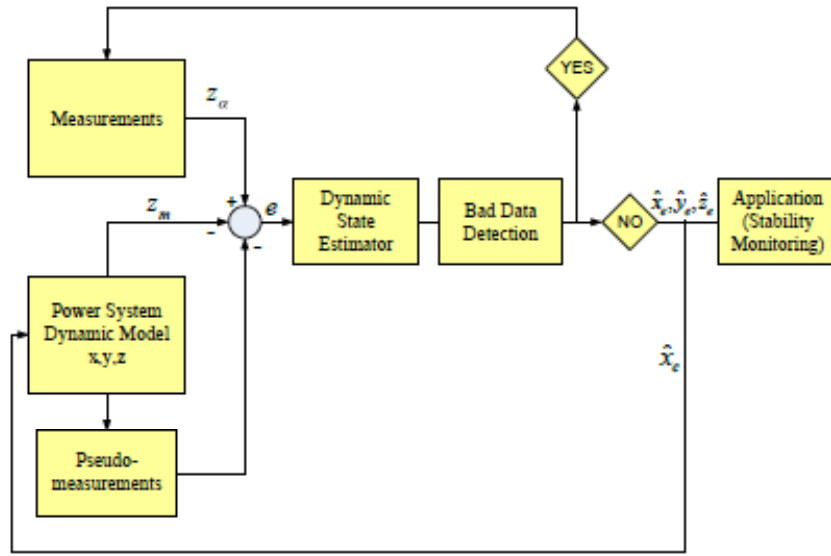 YES
Measurements
z_α
+
-
-
z_m
e
Dynamic
State
Estimator
Bad Data
Detection
NO
x̂_e,ŷ_e,ẑ_e
Application
(Stability
Monitoring)
Power System
Dynamic Model
x,y,z
x̂_e
Pseudo-
measurements